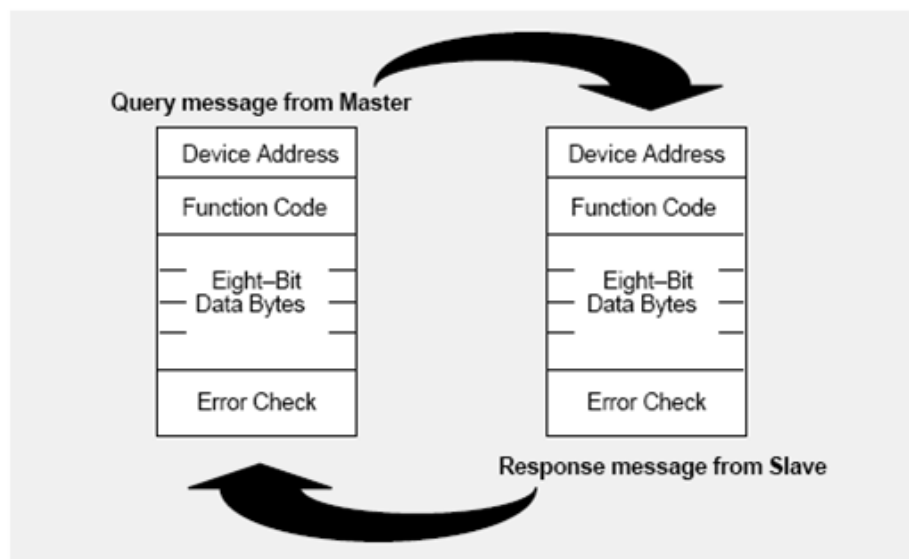 Query message from Master
Device Address
Function Code
Eight–Bit
Data Bytes
Error Check
Device Address
Function Code
Eight–Bit
Data Bytes
Error Check
Response message from Slave